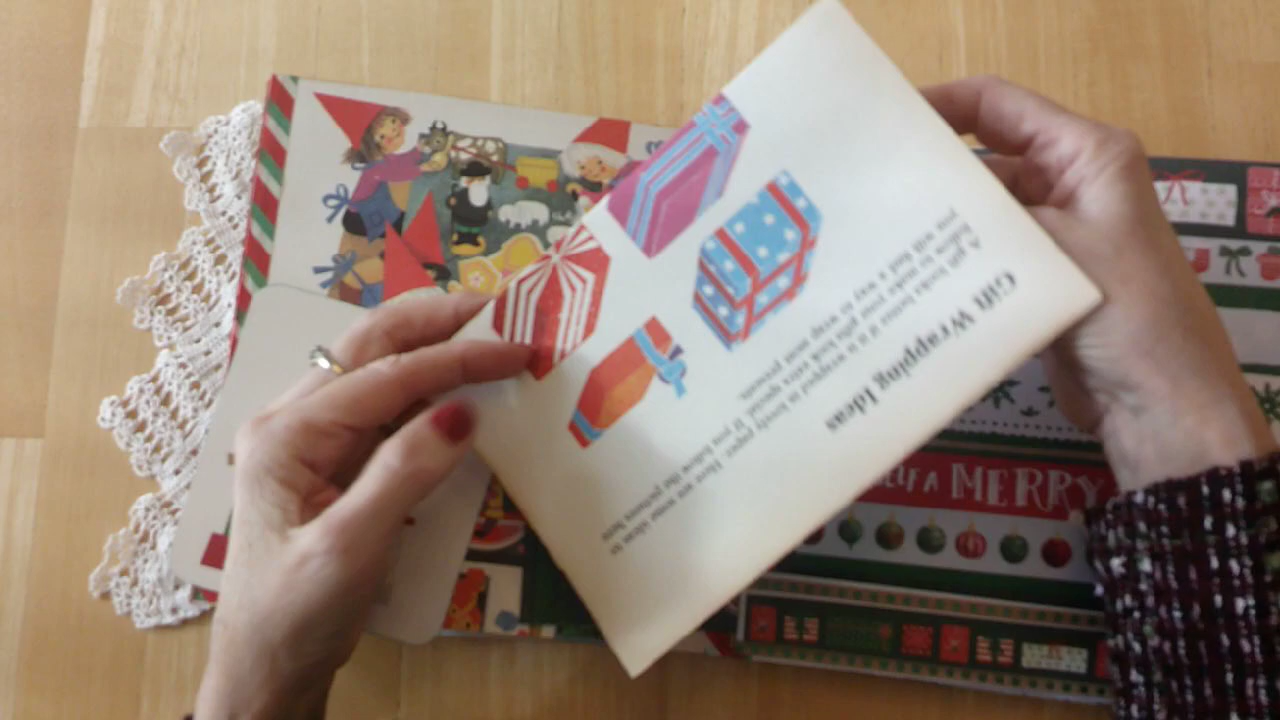 Gift Wrapping Ideas
A gift looks better if it is wrapped in lovely paper. Here are some ideas to
follow to make your gifts look extra special. If you follow the pictures here
you will find a way to wrap most presents.
A MERRY